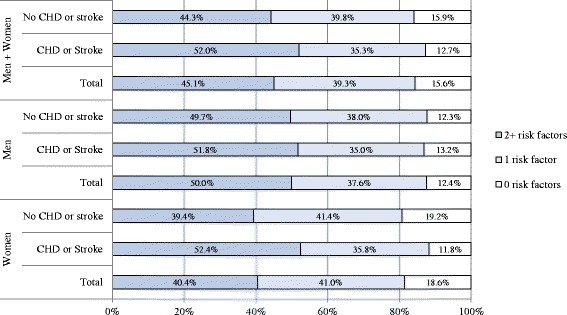 Men + Women
No CHD or stroke 44.3% 39.8% 15.9%
CHD or Stroke 52.0% 35.3% 12.7%
Total 45.1% 39.3% 15.6%
Men
No CHD or stroke 49.7% 38.0% 12.3%
CHD or Stroke 51.8% 35.0% 13.2%
Total 50.0% 37.6% 12.4%
Women
No CHD or stroke 39.4% 41.4% 19.2%
CHD or Stroke 52.4% 35.8% 11.8%
Total 40.4% 41.0% 18.6%
0% 20% 40% 60% 80% 100%
2+ risk factors
1 risk factor
0 risk factors